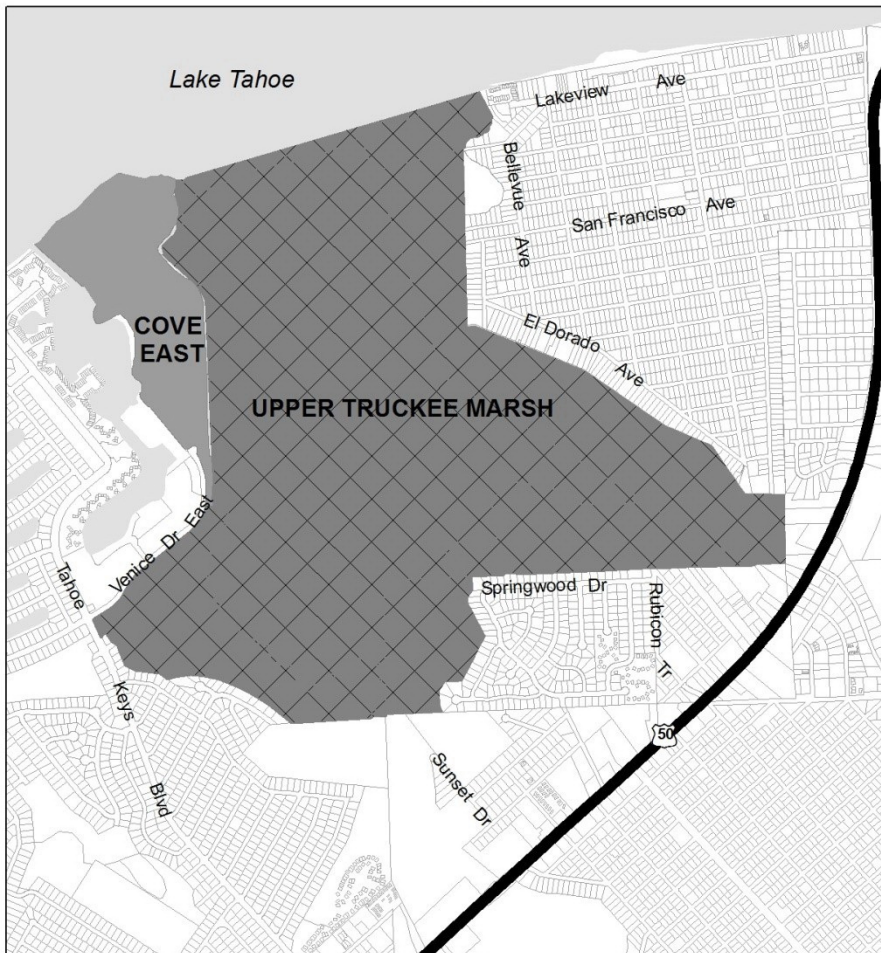 Lake Tahoe
Lakeview Ave
Bellevue Ave
San Francisco Ave
COVE
EAST
El Dorado Ave
UPPER TRUCKEE MARSH
Venice Dr East
Springwood Dr
Rubicon Tr
Tahoe Keys Blvd
50
Sunset Dr